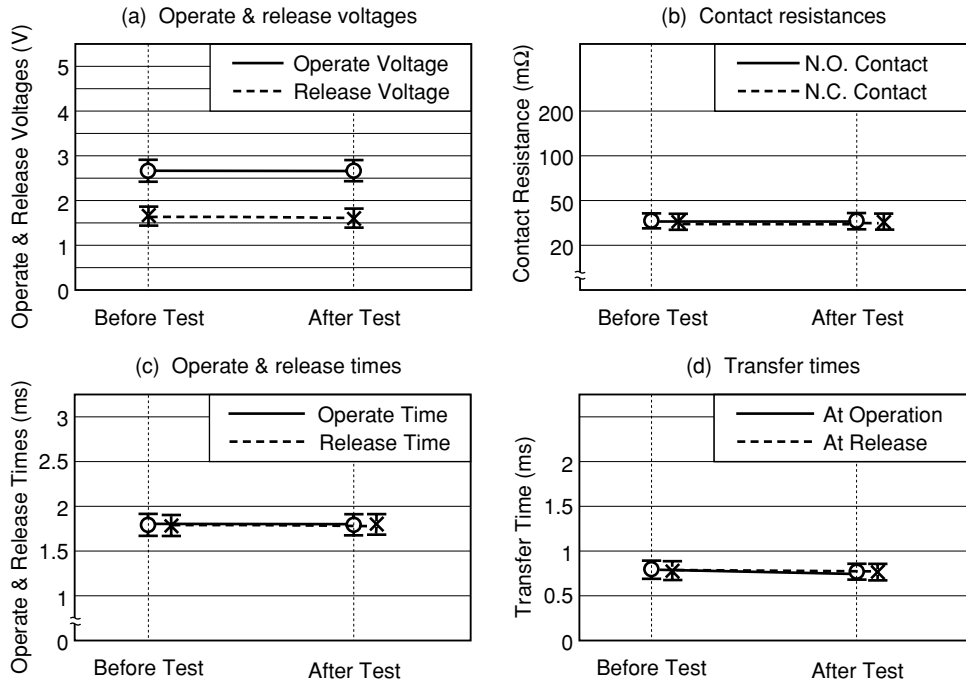 (a) Operate & release voltages
Operate & Release Voltages (V)
5
4
3
2
1
0
Operate Voltage
Release Voltage
Before Test
After Test
(b) Contact resistances
Contact Resistance (mΩ)
200
100
50
20
N.O. Contact
N.C. Contact
Before Test
After Test
(c) Operate & release times
Operate & Release Times (ms)
3
2.5
2
1.5
1
0
Operate Time
Release Time
Before Test
After Test
(d) Transfer times
Transfer Time (ms)
2
1.5
1
0.5
0
At Operation
At Release
Before Test
After Test